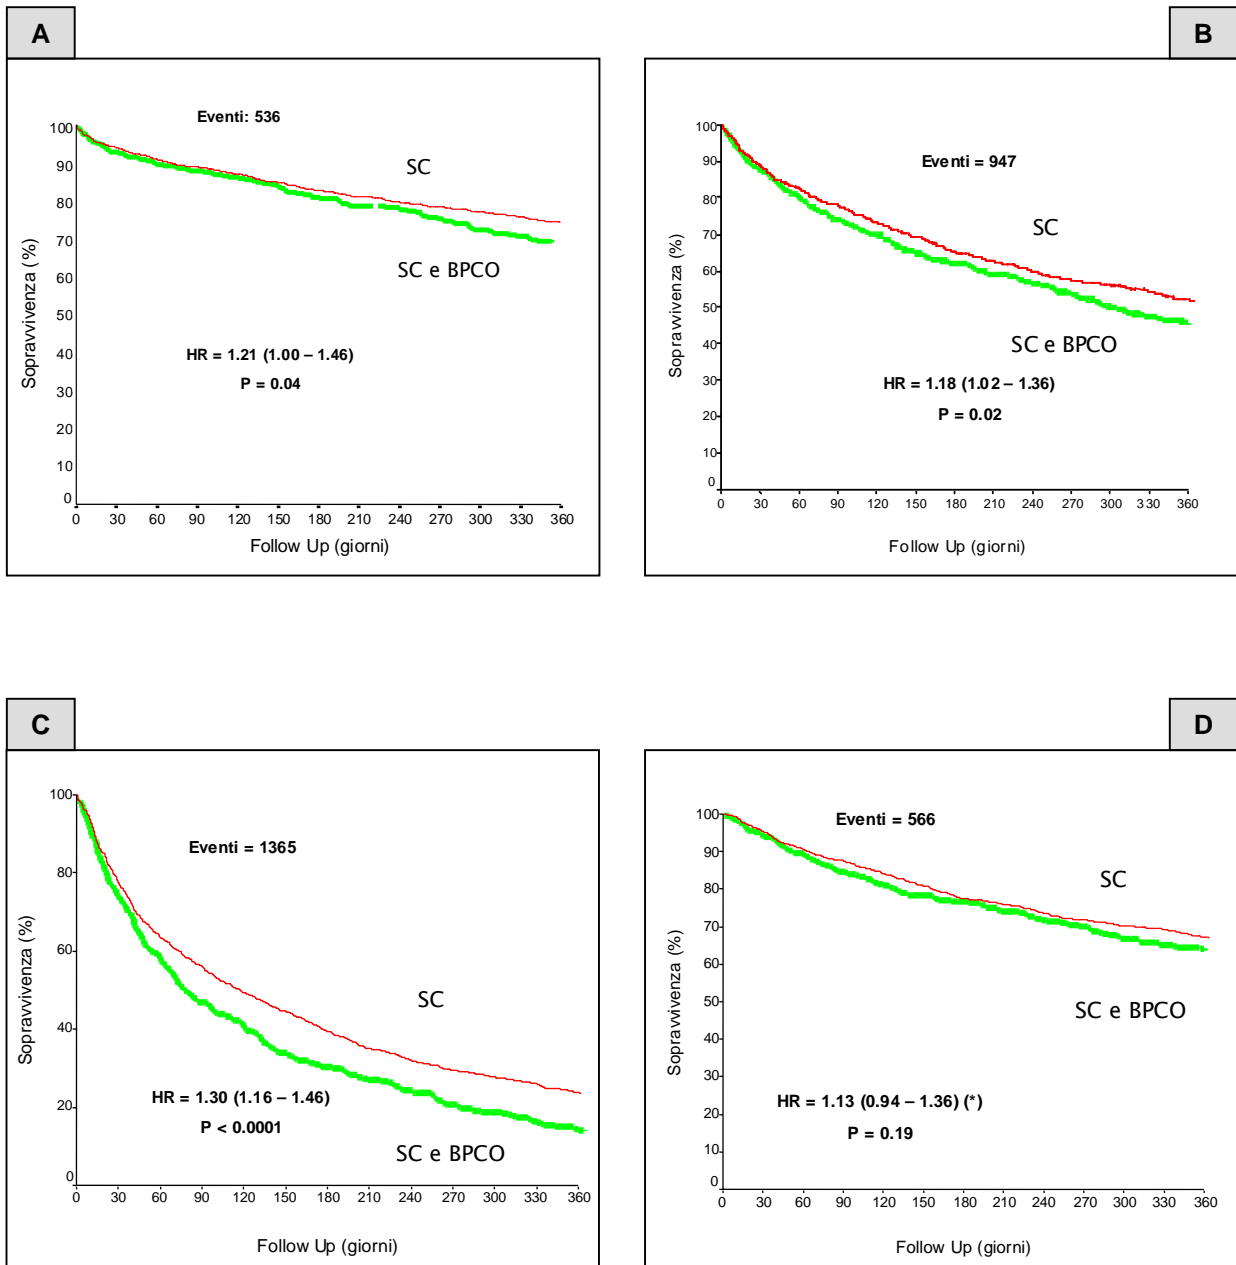 A
Eventi: 536
SC
SC e BPCO
HR = 1.21 (1.00 – 1.46)
P = 0.04
Sopravvivenza (%)
100
90
80
70
60
50
40
30
20
10
0
0 30 60 90 120 150 180 210 240 270 300 330 360
Follow Up (giorni)
B
Eventi = 947
SC
SC e BPCO
HR = 1.18 (1.02 – 1.36)
P = 0.02
Sopravvivenza (%)
100
90
80
70
60
50
40
30
20
10
0
0 30 60 90 120 150 180 210 240 270 300 330 360
Follow Up (giorni)
C
Eventi = 1365
SC
HR = 1.30 (1.16 – 1.46)
P < 0.0001
SC e BPCO
Sopravvivenza (%)
100
80
60
40
20
0
0 30 60 90 120 150 180 210 240 270 300 330 360
Follow Up (giorni)
D
Eventi = 566
SC
SC e BPCO
HR = 1.13 (0.94 – 1.36) (*)
P = 0.19
Sopravvivenza (%)
100
90
80
70
60
50
40
30
20
10
0
0 30 60 90 120 150 180 210 240 270 300 330 360
Follow Up (giorni)